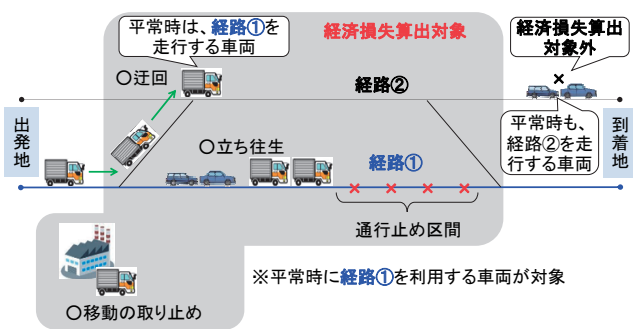 平常時は、経路①を
走行する車両
経済損失算出対象
経済損失算出
対象外
○迂回
経路②
×
出発地
○立ち往生
平常時も、
経路②を走
行する車両
到着地
経路①
× × × ×
通行止め区間
※平常時に経路①を利用する車両が対象
○移動の取り止め